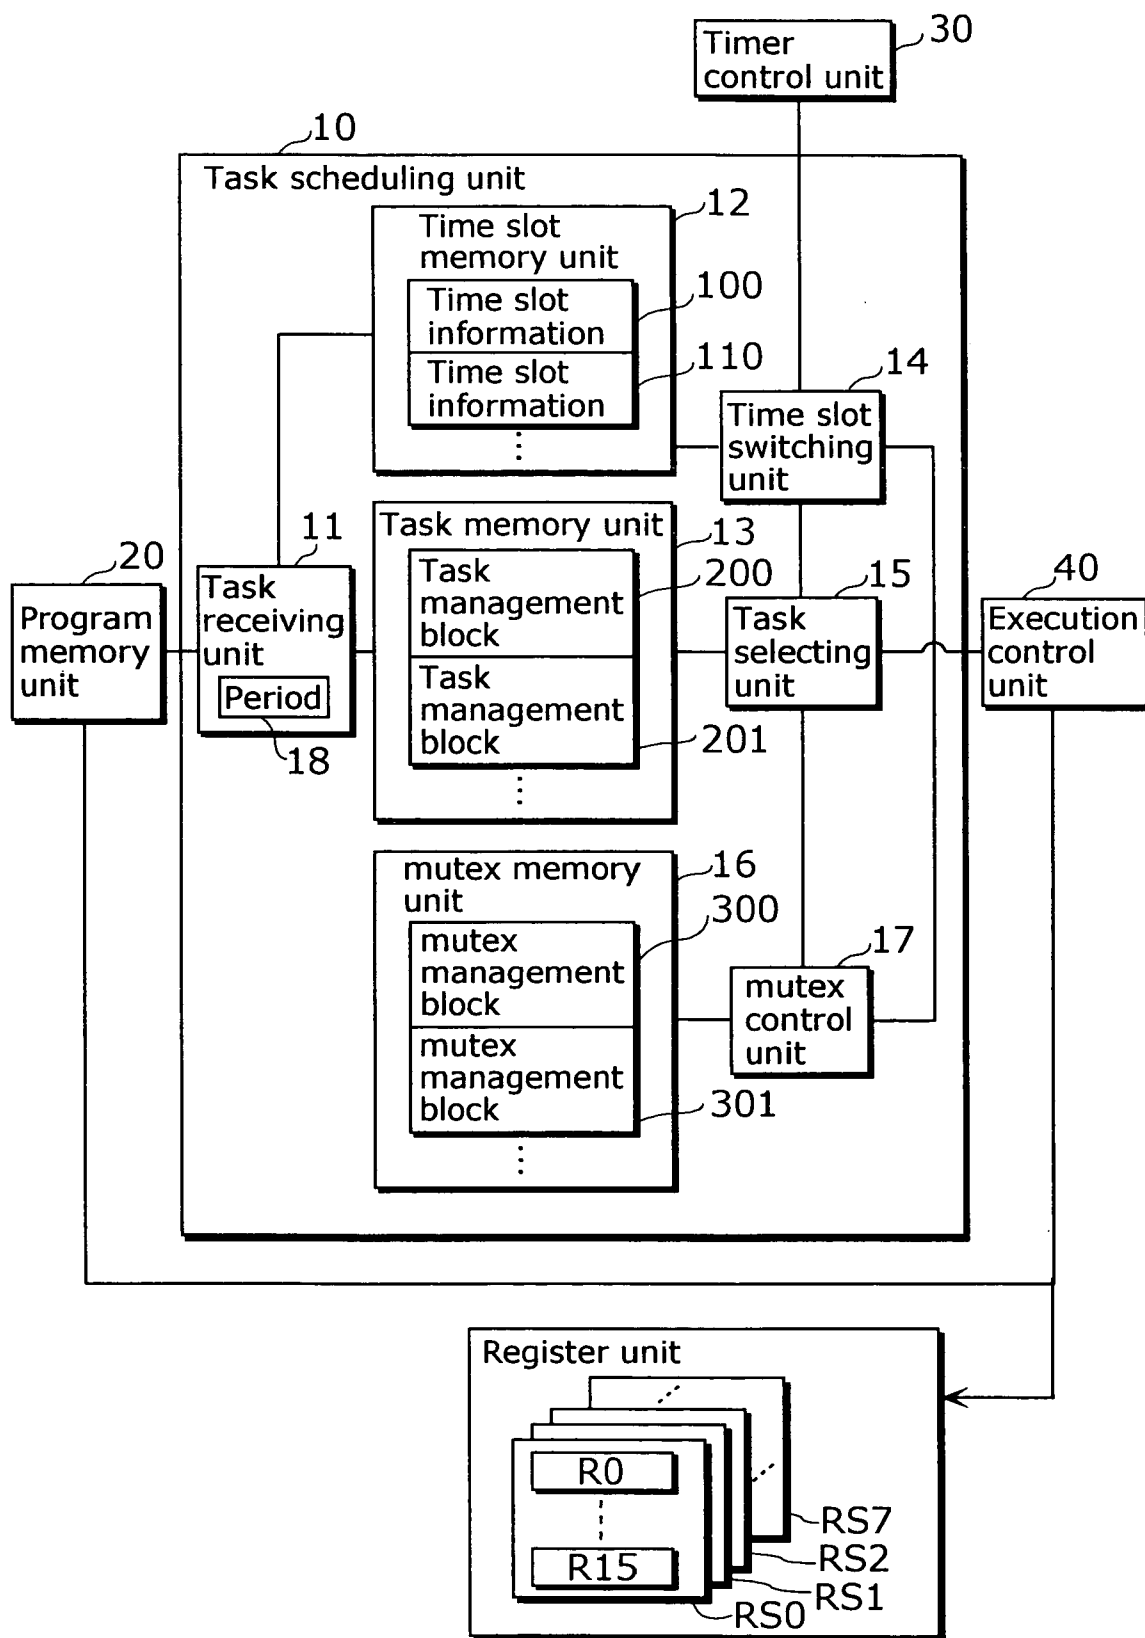 Timer
control unit
30
10
Task scheduling unit
12
Time slot
memory unit
Time slot
information
100
Time slot
information
110
14
Time slot
switching
unit
Task memory unit
13
Task
management
block
200
Task
management
block
201
20
Program
memory
unit
11
Task
receiving
unit
Period
18
15
Task
selecting
unit
40
Execution
control
unit
mutex memory
unit
16
mutex
management
block
300
mutex
management
block
301
17
mutex
control
unit
Register unit
R0
R15
RS7
RS2
RS1
RS0